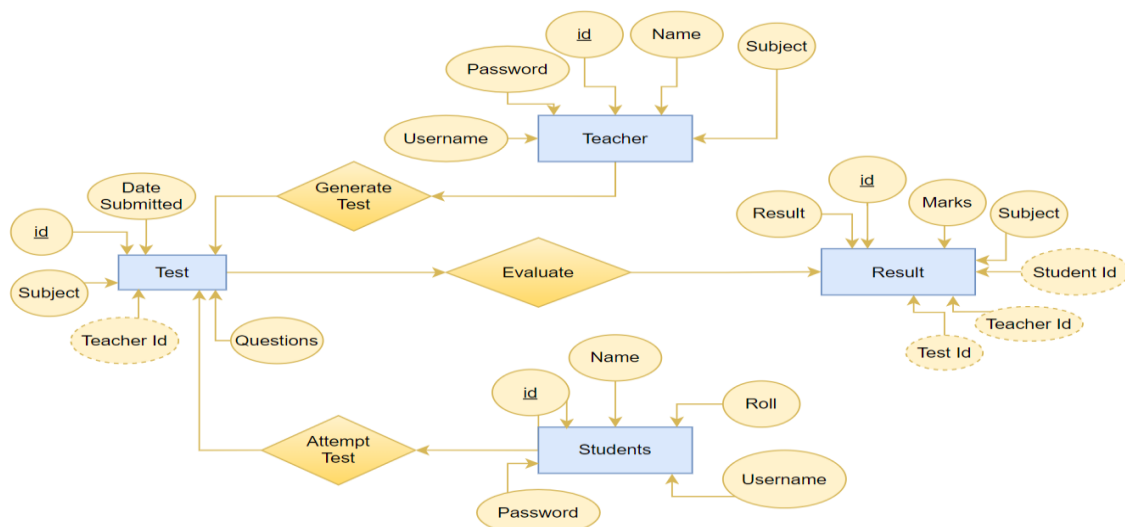 id
Name
Subject
Password
Username
Teacher
Generate
Test
Date
Submitted
id
Subject
Test
Teacher Id
Questions
Evaluate
id
Result
Marks
Subject
Result
Student Id
Teacher Id
Test Id
Name
id
Roll
Attempt
Test
Students
Username
Password